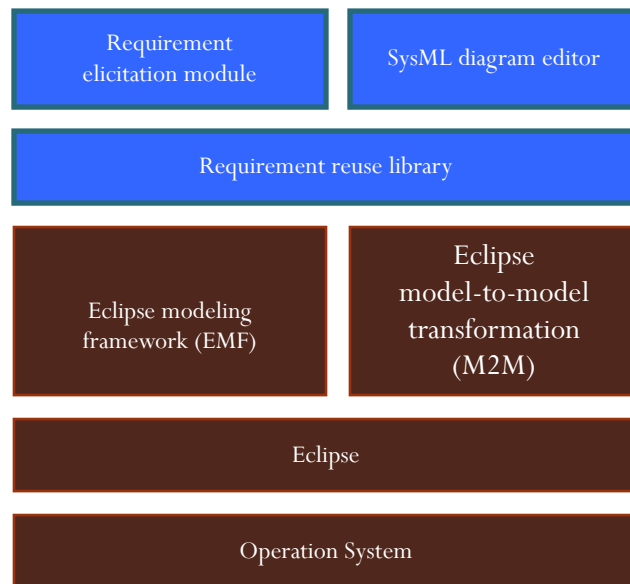 Requirement
elicitation module
SysML diagram editor
Requirement reuse library
Eclipse modeling
framework (EMF)
Eclipse
model-to-model
transformation
(M2M)
Eclipse
Operation System